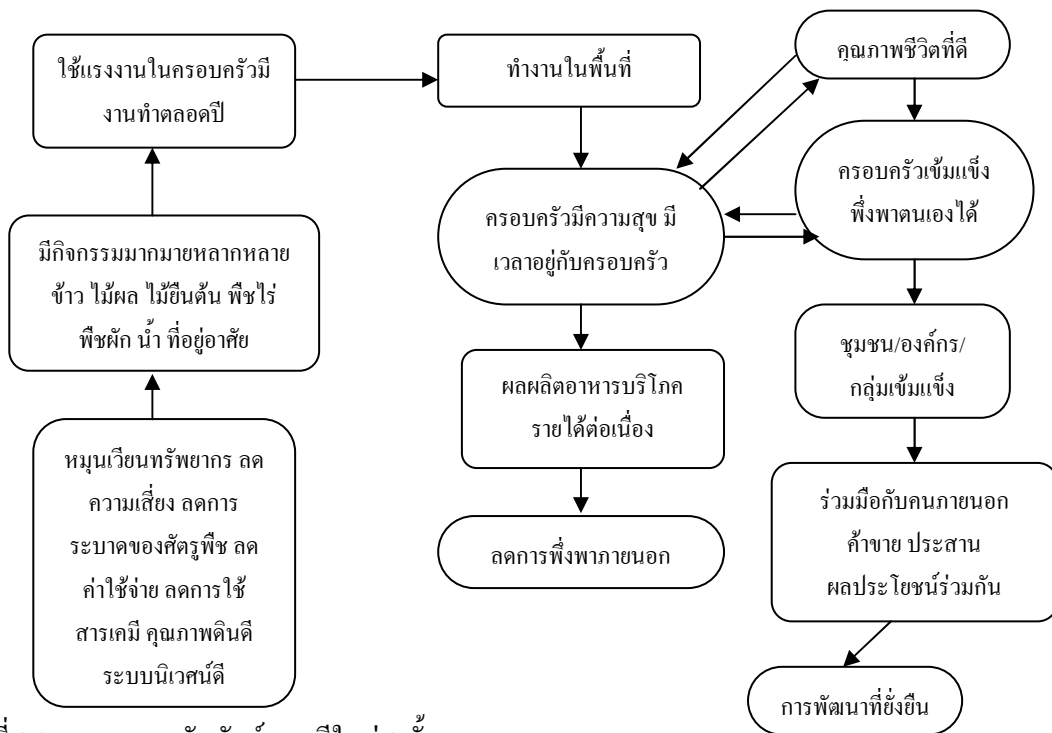 ใช้แรงงานในครอบครัวมี
งานทำตลอดปี
ทำงานในพื้นที่
คุณภาพชีวิตที่ดี
ครอบครัวเข้มแข็ง
พึ่งพาตนเองได้
ครอบครัวมีความสุข มี
เวลาอยู่กับครอบครัว
มีกิจกรรมมากมายหลากหลาย
ข้าว ไม้ผล ไม้ยืนต้น พืชไร่
พืชผัก น้ำ ที่อยู่อาศัย
ชุมชน/องค์กร/
กลุ่มเข้มแข็ง
ผลผลิตอาหารบริโภค
รายได้ต่อเนื่อง
หมุนเวียนทรัพยากร ลด
ความเสี่ยง ลดการ
ระบาดของศัตรูพืช ลด
ค่าใช้จ่าย ลดการใช้
สารเคมี คุณภาพดินดี
ระบบนิเวศน์ดี
ร่วมมือกับคนภายนอก
ค้าขาย ประสาน
ผลประโยชน์ร่วมกัน
ลดการพึ่งพาภายนอก
การพัฒนาที่ยั่งยืน